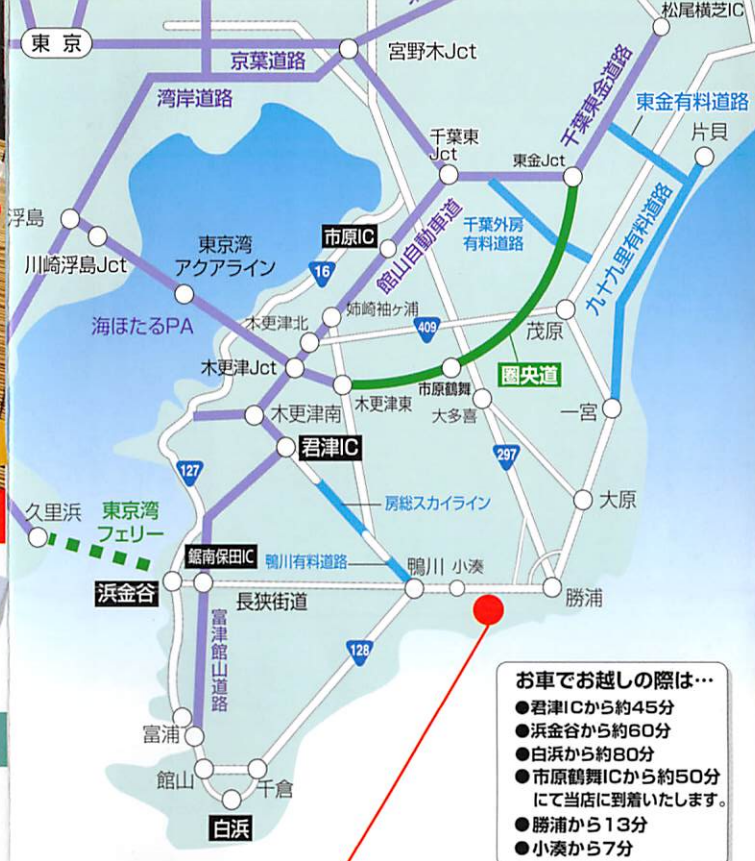 松尾横芝IC
東京
京葉道路
宮野木Jct
湾岸道路
千葉東金道路
東金有料道路
片貝
千葉東
Jct
東金Jct
浮島
川崎浮島Jct
東京湾
アクアライン
市原IC
館山自動車道
千葉外房
有料道路
九十九里有料道路
16
海ほたるPA
姉崎袖ヶ浦
木更津北
409
茂原
木更津Jct
圏央道
木更津東
市原鶴舞
大多喜
一宮
木更津南
君津IC
297
127
大原
久里浜
東京湾
フェリー
房総スカイライン
鋸南保田IC
鴨川有料道路
鴨川
小湊
浜金谷
長狭街道
勝浦
富津館山道路
128
富浦
館山
千倉
白浜
お車でお越しの際は…
●君津ICから約45分
●浜金谷から約60分
●白浜から約80分
●市原鶴舞ICから約50分
にて当店に到着いたします。
●勝浦から13分
●小湊から7分